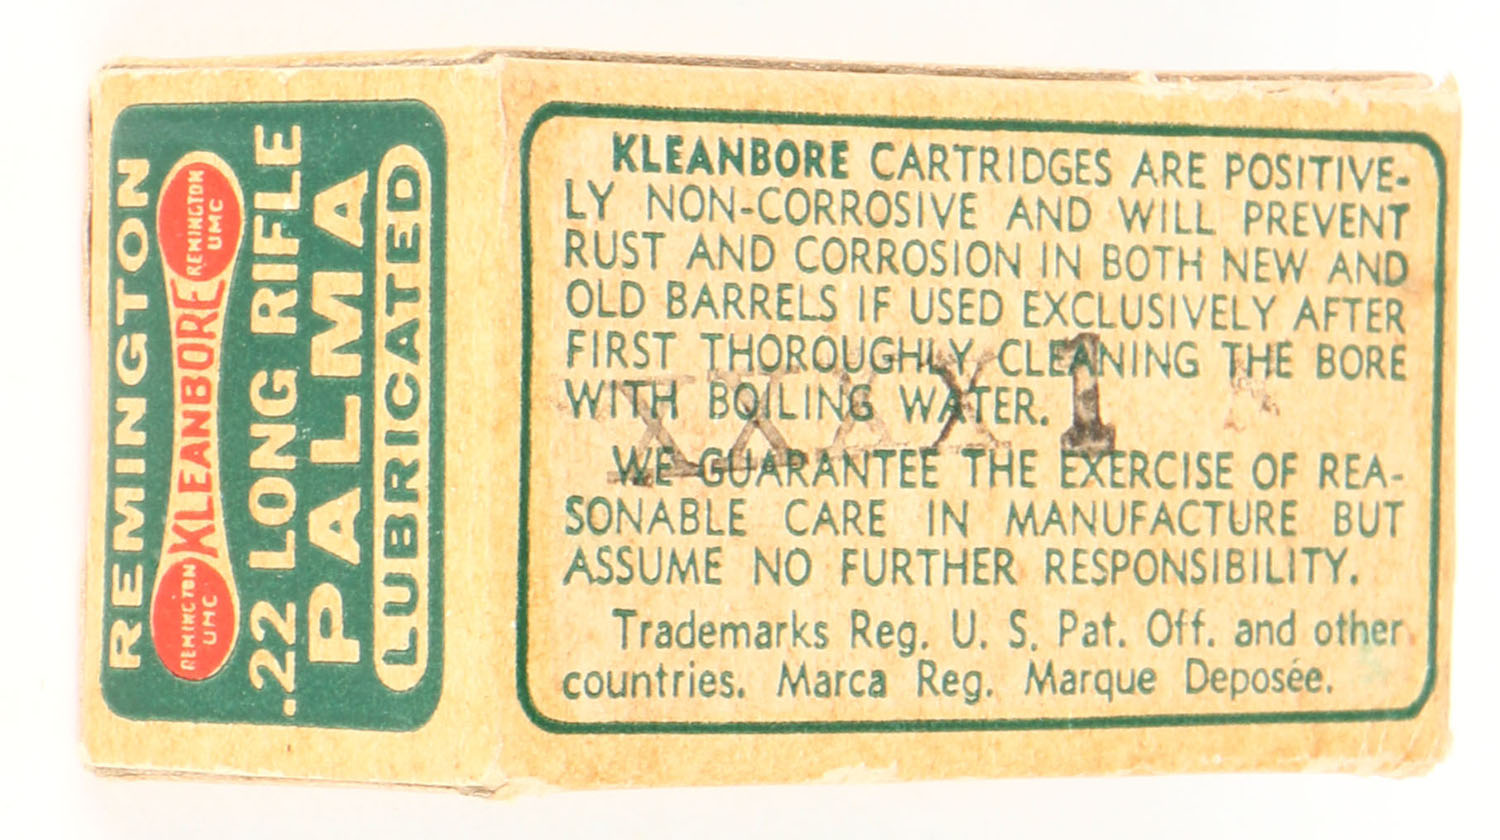 REMINGTON
REMINGTON
UMC
KLEANBORE
REMINGTON
UMC
.22 LONG RIFLE
PALMA
LUBRICATED
KLEANBORE CARTRIDGES ARE POSITIVE-
LY NON-CORROSIVE AND WILL PREVENT
RUST AND CORROSION IN BOTH NEW AND
OLD BARRELS IF USED EXCLUSIVELY AFTER
FIRST THOROUGHLY CLEANING THE BORE
WITH BOILING WATER.
XXXX1
WE GUARANTEE THE EXERCISE OF REA-
SONABLE CARE IN MANUFACTURE BUT
ASSUME NO FURTHER RESPONSIBILITY.
Trademarks Reg. U. S. Pat. Off. and other
countries. Marca Reg. Marque Deposée.